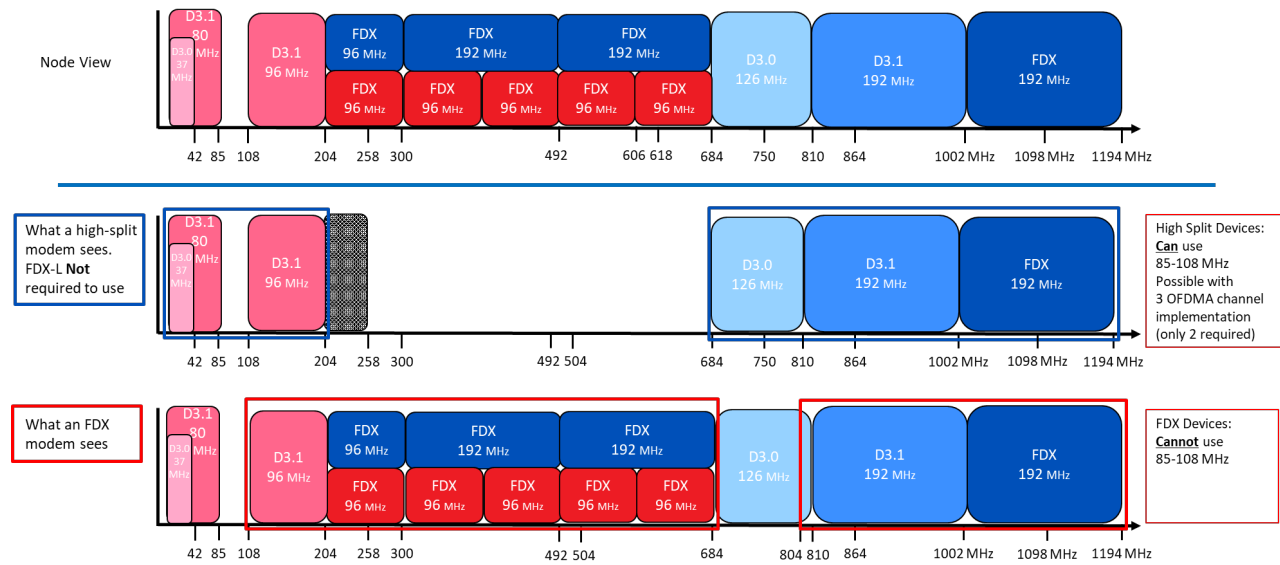 Node View
D3.1
80
MHz
D3.0
37
MHz
D3.1
96 MHz
FDX
96 MHz
FDX
192 MHz
FDX
192 MHz
FDX
96 MHz
FDX
96 MHz
FDX
96 MHz
FDX
96 MHz
FDX
96 MHz
D3.0
126 MHz
D3.1
192 MHz
FDX
192 MHz
42 85 108 204 258 300 492 606 618 684 750 810 864 1002 MHz 1098 MHz 1194 MHz
What a high-split
modem sees.
FDX-L Not
required to use
D3.1
80
MHz
D3.0
37
MHz
D3.1
96 MHz
D3.0
126 MHz
D3.1
192 MHz
FDX
192 MHz
42 85 108 204 258 300 492 504 684 750 810 864 1002 MHz 1098 MHz 1194 MHz
High Split Devices:
Can use
85-108 MHz
Possible with
3 OFDMA channel
implementation
(only 2 required)
What an FDX
modem sees
D3.1
80
MHz
D3.0
37
MHz
D3.1
96 MHz
FDX
96 MHz
FDX
192 MHz
FDX
192 MHz
FDX
96 MHz
FDX
96 MHz
FDX
96 MHz
FDX
96 MHz
FDX
96 MHz
D3.0
126 MHz
D3.1
192 MHz
FDX
192 MHz
42 85 108 204 258 300 492 504 684 804 810 864 1002 MHz 1098 MHz 1194 MHz
FDX Devices:
Cannot use
85-108 MHz